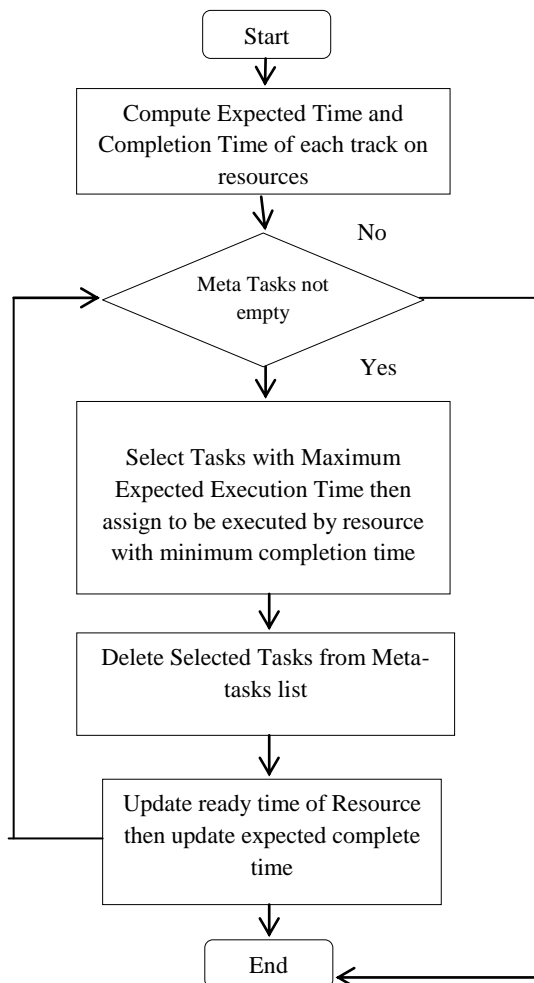 Start
Compute Expected Time and
Completion Time of each track on
resources
No
Meta Tasks not
empty
Yes
Select Tasks with Maximum
Expected Execution Time then
assign to be executed by resource
with minimum completion time
Delete Selected Tasks from Meta-
tasks list
Update ready time of Resource
then update expected complete
time
End